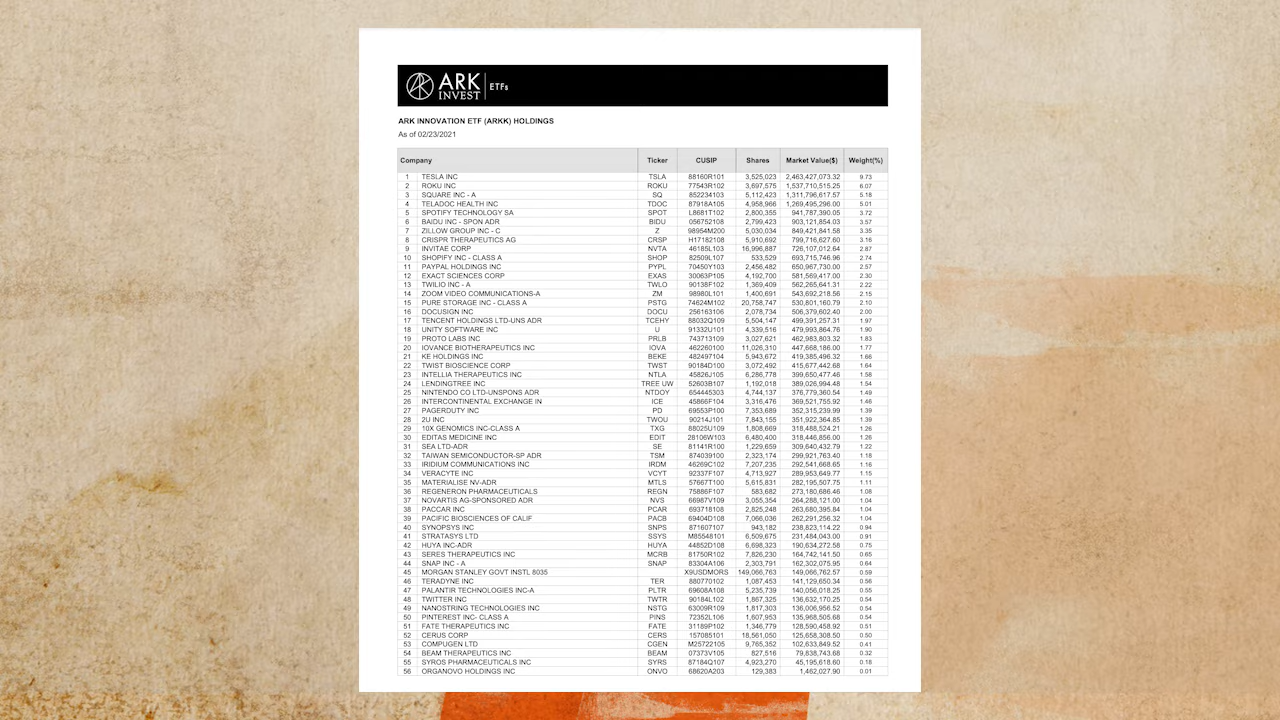 ARK INVEST ETFs
ARK INNOVATION ETF (ARKK) HOLDINGS
As of 02/23/2021
Company Ticker CUSIP Shares Market Value($) Weight(%)
1 TESLA INC TSLA 88160R101 3,525,023 2,463,427,073.32 9.73
2 ROKU INC ROKU 77543R102 3,697,575 1,537,710,515.25 6.07
3 SQUARE INC - A SQ 852234103 5,112,423 1,311,796,617.57 5.18
4 TELADOC HEALTH INC TDOC 87918A105 4,958,966 1,269,495,296.00 5.01
5 SPOTIFY TECHNOLOGY SA SPOT L8681T102 2,800,355 941,787,390.05 3.72
6 BAIDU INC - SPON ADR BIDU 056752108 2,799,423 903,121,854.03 3.57
7 ZILLOW GROUP INC - C Z 98954M200 5,030,034 849,421,841.58 3.35
8 CRISPR THERAPEUTICS AG CRSP H17182108 5,910,692 799,716,627.60 3.16
9 INVITAE CORP NVTA 46185L103 16,996,887 726,107,012.64 2.87
10 SHOPIFY INC - CLASS A SHOP 82509L107 533,529 693,715,746.96 2.74
11 PAYPAL HOLDINGS INC PYPL 70450Y103 2,456,482 650,967,730.00 2.57
12 EXACT SCIENCES CORP EXAS 30063P105 4,192,700 581,569,417.00 2.30
13 TWILIO INC - A TWLO 90138F102 1,369,409 562,265,641.31 2.22
14 ZOOM VIDEO COMMUNICATIONS-A ZM 98980L101 1,400,691 543,692,218.56 2.15
15 PURE STORAGE INC - CLASS A PSTG 74624M102 20,758,747 530,801,160.79 2.10
16 DOCUSIGN INC DOCU 256163106 2,078,734 506,379,602.40 2.00
17 TENCENT HOLDINGS LTD-UNS ADR TCEHY 88032Q109 5,504,147 499,391,257.31 1.97
18 UNITY SOFTWARE INC U 91332U101 4,339,516 479,993,864.76 1.90
19 PROTO LABS INC PRLB 743713109 3,027,621 462,983,803.32 1.83
20 IOVANCE BIOTHERAPEUTICS INC IOVA 462260100 11,026,310 447,668,186.00 1.77
21 KE HOLDINGS INC BEKE 482497104 5,943,672 419,385,496.32 1.66
22 TWIST BIOSCIENCE CORP TWST 90184D100 3,072,492 415,677,442.68 1.64
23 INTELLIA THERAPEUTICS INC NTLA 45826J105 6,286,778 399,650,477.46 1.58
24 LENDINGTREE INC TREE UW 52603B107 1,192,018 389,026,994.48 1.54
25 NINTENDO CO LTD-UNSPONS ADR NTDOY 654445303 4,744,137 376,779,360.54 1.49
26 INTERCONTINENTAL EXCHANGE IN ICE 45866F104 3,316,476 369,521,755.92 1.46
27 PAGERDUTY INC PD 69553P100 7,353,689 352,315,239.99 1.39
28 2U INC TWOU 90214J101 7,843,155 351,922,364.85 1.39
29 10X GENOMICS INC-CLASS A TXG 88025U109 1,808,669 318,488,524.21 1.26
30 EDITAS MEDICINE INC EDIT 28106W103 6,480,400 318,446,856.00 1.26
31 SEA LTD-ADR SE 81141R100 1,229,659 309,640,432.79 1.22
32 TAIWAN SEMICONDUCTOR-SP ADR TSM 874039100 2,323,174 299,921,763.40 1.18
33 IRIDIUM COMMUNICATIONS INC IRDM 46269C102 7,207,235 292,541,668.65 1.16
34 VERACYTE INC VCYT 92337F107 4,713,927 289,953,649.77 1.15
35 MATERIALISE NV-ADR MTLS 57667T100 5,615,831 282,195,507.75 1.11
36 REGENERON PHARMACEUTICALS REGN 75886F107 583,682 273,180,686.46 1.08
37 NOVARTIS AG-SPONSORED ADR NVS 66987V109 3,055,354 264,288,121.00 1.04
38 PACCAR INC PCAR 693718108 2,825,248 263,680,395.84 1.04
39 PACIFIC BIOSCIENCES OF CALIF PACB 69404D108 7,066,036 262,291,256.32 1.04
40 SYNOPSYS INC SNPS 871607107 943,182 238,823,114.22 0.94
41 STRATASYS LTD SSYS M85548101 6,509,675 231,484,043.00 0.91
42 HUYA INC-ADR HUYA 44852D108 6,698,323 190,634,272.58 0.75
43 SERES THERAPEUTICS INC MCRB 81750R102 7,826,230 164,742,141.50 0.65
44 SNAP INC - A SNAP 83304A106 2,303,791 162,302,075.95 0.64
45 MORGAN STANLEY GOVT INSTL 8035 X9USDMORS 149,066,763 149,066,762.57 0.59
46 TERADYNE INC TER 880770102 1,087,453 141,129,650.34 0.56
47 PALANTIR TECHNOLOGIES INC-A PLTR 69608A108 5,235,739 140,056,018.25 0.55
48 TWITTER INC TWTR 90184L102 1,867,325 136,632,170.25 0.54
49 NANOSTRING TECHNOLOGIES INC NSTG 63009R109 1,817,303 136,006,956.52 0.54
50 PINTEREST INC- CLASS A PINS 72352L106 1,607,953 135,968,505.68 0.54
51 FATE THERAPEUTICS INC FATE 31189P102 1,346,779 128,590,458.92 0.51
52 CERUS CORP CERS 157085101 18,561,050 125,658,308.50 0.50
53 COMPUGEN LTD CGEN M25722105 9,765,352 102,633,849.52 0.41
54 BEAM THERAPEUTICS INC BEAM 07373V105 827,516 79,838,743.68 0.32
55 SYROS PHARMACEUTICALS INC SYRS 87184Q107 4,923,270 45,195,618.60 0.18
56 ORGANOVO HOLDINGS INC ONVO 68620A203 129,383 1,462,027.90 0.01